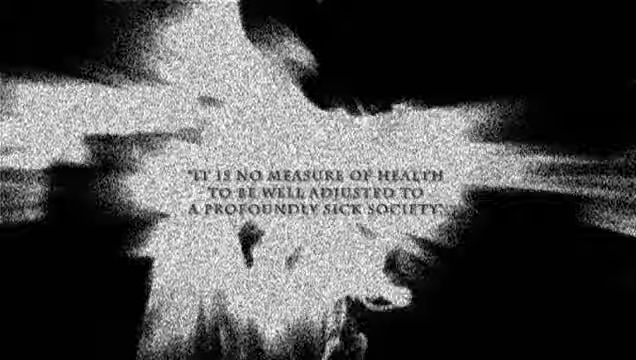 "IT IS NO MEASURE OF HEALTH
TO BE WELL ADJUSTED TO
A PROFOUNDLY SICK SOCIETY"